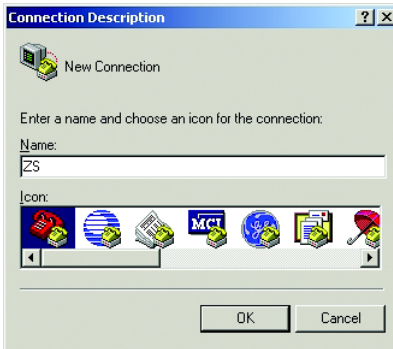 Connection Description
New Connection
Enter a name and choose an icon for the connection:
Name:
ZS
Icon:
MCI
OK
Cancel